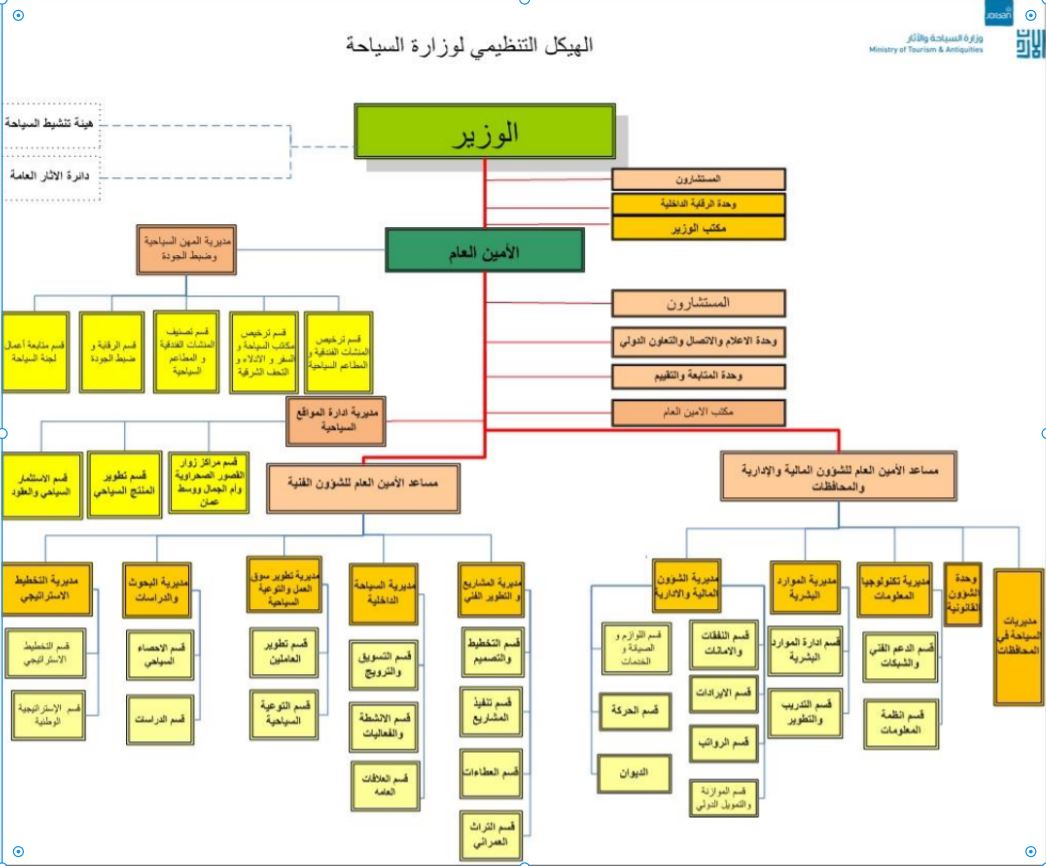 Jordan
وزارة السياحة والآثار
Ministry of Tourism & Antiquities
الهيكل التنظيمي لوزارة السياحة
هيئة تنشيط السياحة
دائرة الاثار العامة
الوزير
المستشارون
وحدة الرقابة الداخلية
مكتب الوزير
الأمين العام
مديرية المهن السياحية
وضبط الجودة
قسم ترخيص
المنشات الفندقية و
المطاعم السياحية
قسم ترخيص
مكاتب السياحة و
السفر و الادلاء و
التحف الشرقية
قسم تصنيف
المنشات الفندقية
و المطاعم
السياحية
قسم الرقابة و
ضبط الجودة
قسم متابعة أعمال
لجنة السياحة
المستشارون
وحدة الاعلام والاتصال والتعاون الدولي
وحدة المتابعة والتقييم
مكتب الامين العام
مديرية ادارة المواقع
السياحية
قسم مراكز زوار
القصور الصحراوية
وام الجمال ووسط
عمان
قسم تطوير
المنتج السياحي
قسم الاستثمار
السياحي والعقود
مساعد الأمين العام للشؤون المالية والإدارية
والمحافظات
مساعد الأمين العام للشؤون الفنية
مديريات
السياحة في
المحافظات
وحدة
الشؤون
القانونية
مديرية تكنولوجيا
المعلومات
قسم الدعم الفني
والشبكات
قسم انظمة
المعلومات
مديرية الموارد
البشرية
قسم ادارة الموارد
البشرية
قسم التدريب
والتطوير
مديرية الشؤون
المالية والادارية
قسم النفقات
والامانات
قسم الايرادات
قسم الرواتب
قسم الموازنة
والتمويل الدولي
قسم اللوازم و
الصيانة و
الخدمات
قسم الحركة
الديوان
مديرية المشاريع
و التطوير الفني
قسم التخطيط
والتصميم
قسم تنفيذ
المشاريع
قسم العطاءات
قسم التراث
العمراني
مديرية السياحة
الداخلية
قسم التسويق
والترويج
قسم الانشطة
والفعاليات
قسم العلاقات
العامه
مديرية تطوير سوق
العمل والتوعية
السياحية
قسم تطوير
العاملين
قسم التوعية
السياحية
مديرية البحوث
والدراسات
قسم الاحصاء
السياحي
قسم الدراسات
مديرية التخطيط
الاستراتيجي
قسم التخطيط
الاستراتيجي
قسم الإستراتيجية
الوطنية